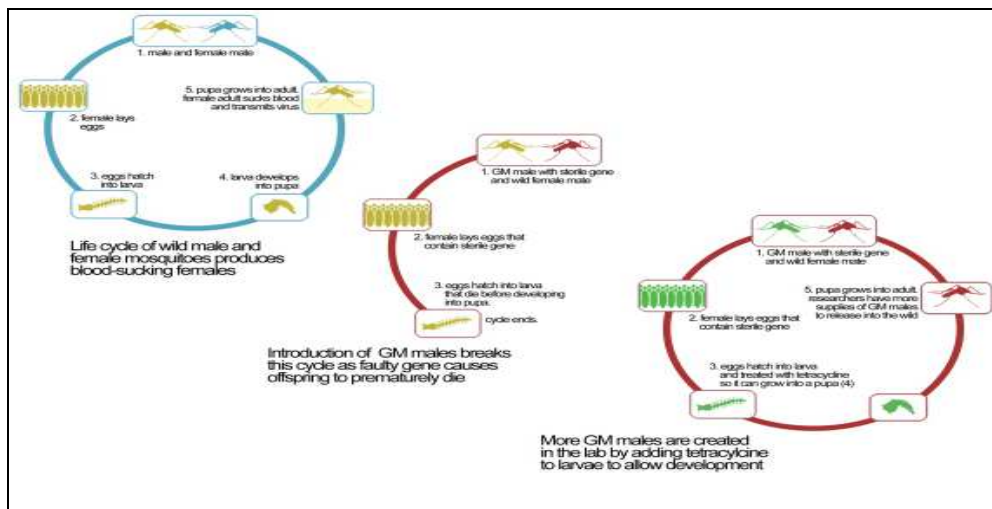 1. male and female mate
5. pupa grows into adult.
female adult sucks blood
and transmits virus
2. female lays
eggs
3. eggs hatch
into larva
4. larva develops
into pupa
Life cycle of wild male and
female mosquitoes produces
blood-sucking females
1. GM male with sterile gene
and wild female mate
2. female lays eggs that
contain sterile gene
3. eggs hatch into larva
that die before developing
into pupa.
cycle ends.
Introduction of GM males breaks
this cycle as faulty gene causes
offspring to prematurely die
1. GM male with sterile gene
and wild female mate
5. pupa grows into adult.
researchers have more
supplies of GM males
to release into the wild
2. female lays eggs that
contain sterile gene
3. eggs hatch into larva
and treated with tetracycline
so it can grow into a pupa (4)
More GM males are created
in the lab by adding tetracylcine
to larvae to allow development